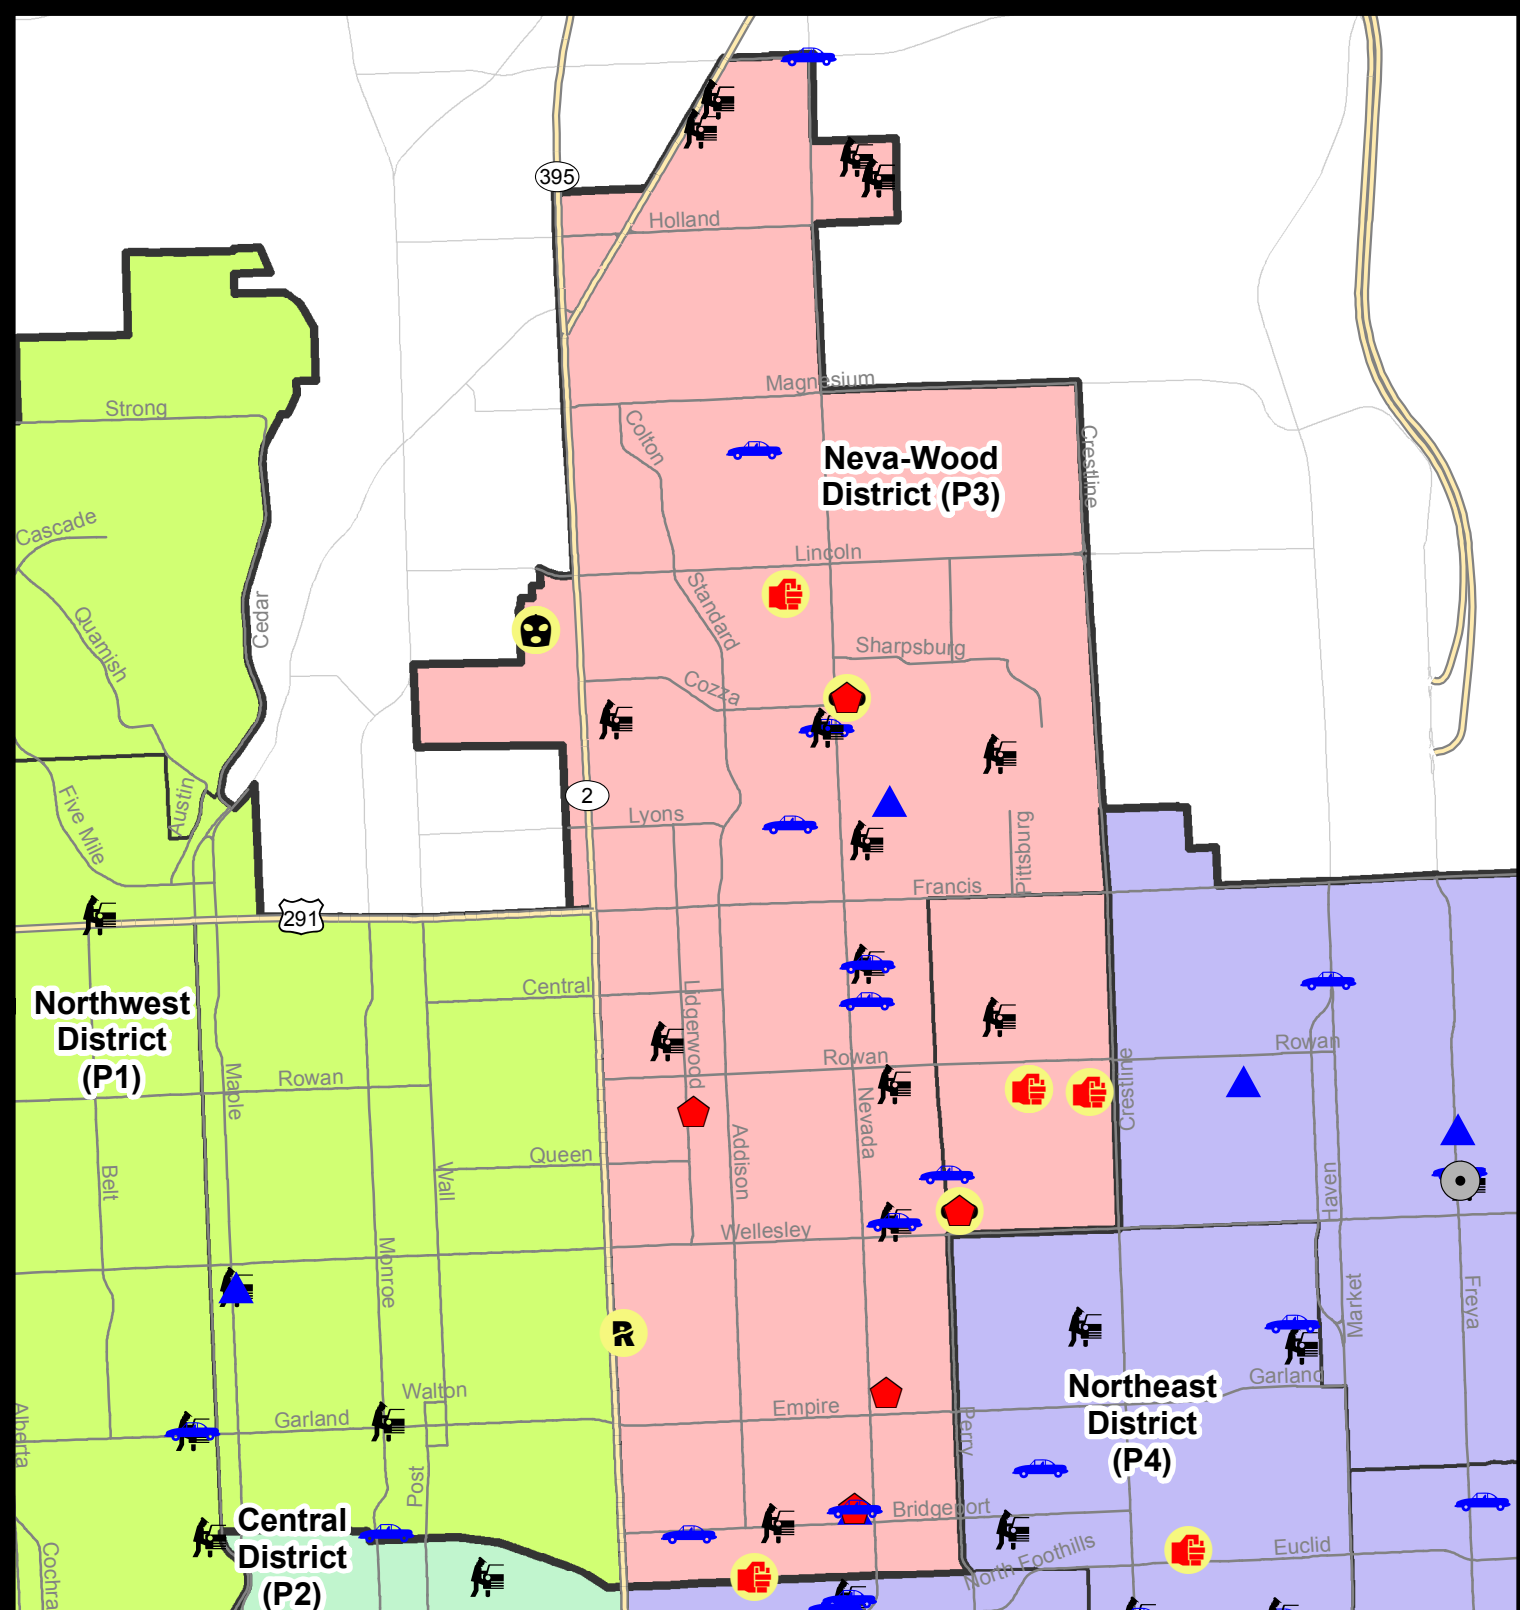 395
Holland
Magnesium
Strong
Colton
Crestline
Neva-Wood
District (P3)
Cascade
Lincoln
Quamish
Cedar
Standard
Sharpsburg
Cozza
2
Five Mile
Austin
Lyons
Pittsburg
Francis
291
Northwest
District
(P1)
Central
Lidgerwood
Rowan
Rowan
Rowan
Maple
Nevada
Crestline
Queen
Belt
Wall
Addison
Haven
Wellesley
Monroe
Market
Freya
R
Walton
Garland
Empire
Garland
Northeast
District
(P4)
Alberta
Perry
Post
Bridgeport
Central
District
(P2)
North Foothills
Euclid
Cochra